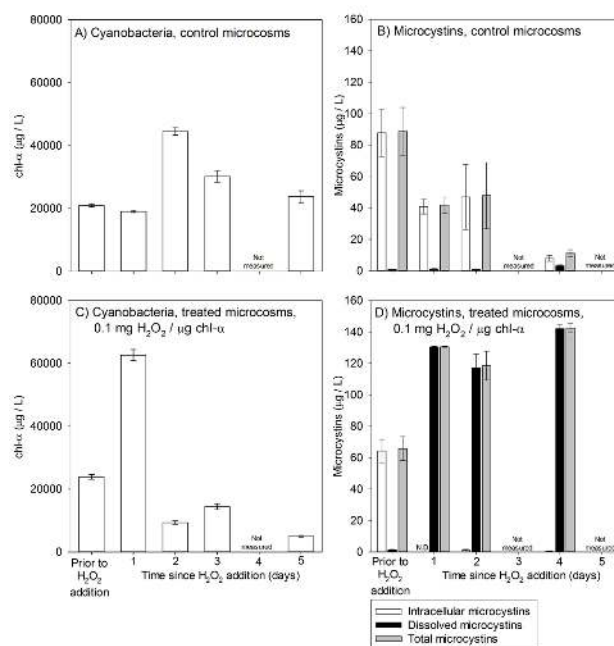 A) Cyanobacteria, control microcosms
80000
60000
40000
20000
0
chl-α (µg / L)
Not
measured
B) Microcystins, control microcosms
160
140
120
100
80
60
40
20
0
Microcystins (µg / L)
Not
measured
Not
measured
C) Cyanobacteria, treated microcosms,
0.1 mg H₂O₂ / µg chl-α
80000
60000
40000
20000
0
chl-α (µg / L)
Not
measured
Prior to
H₂O₂
addition
1 2 3 4 5
Time since H₂O₂ addition (days)
D) Microcystins, treated microcosms,
0.1 mg H₂O₂ / µg chl-α
160
140
120
100
80
60
40
20
0
Microcystins (µg / L)
N.D.
Not
measured
Not
measured
Prior to
H₂O₂
addition
1 2 3 4 5
Time since H₂O₂ addition (days)
Intracellular microcystins
Dissolved microcystins
Total microcystins